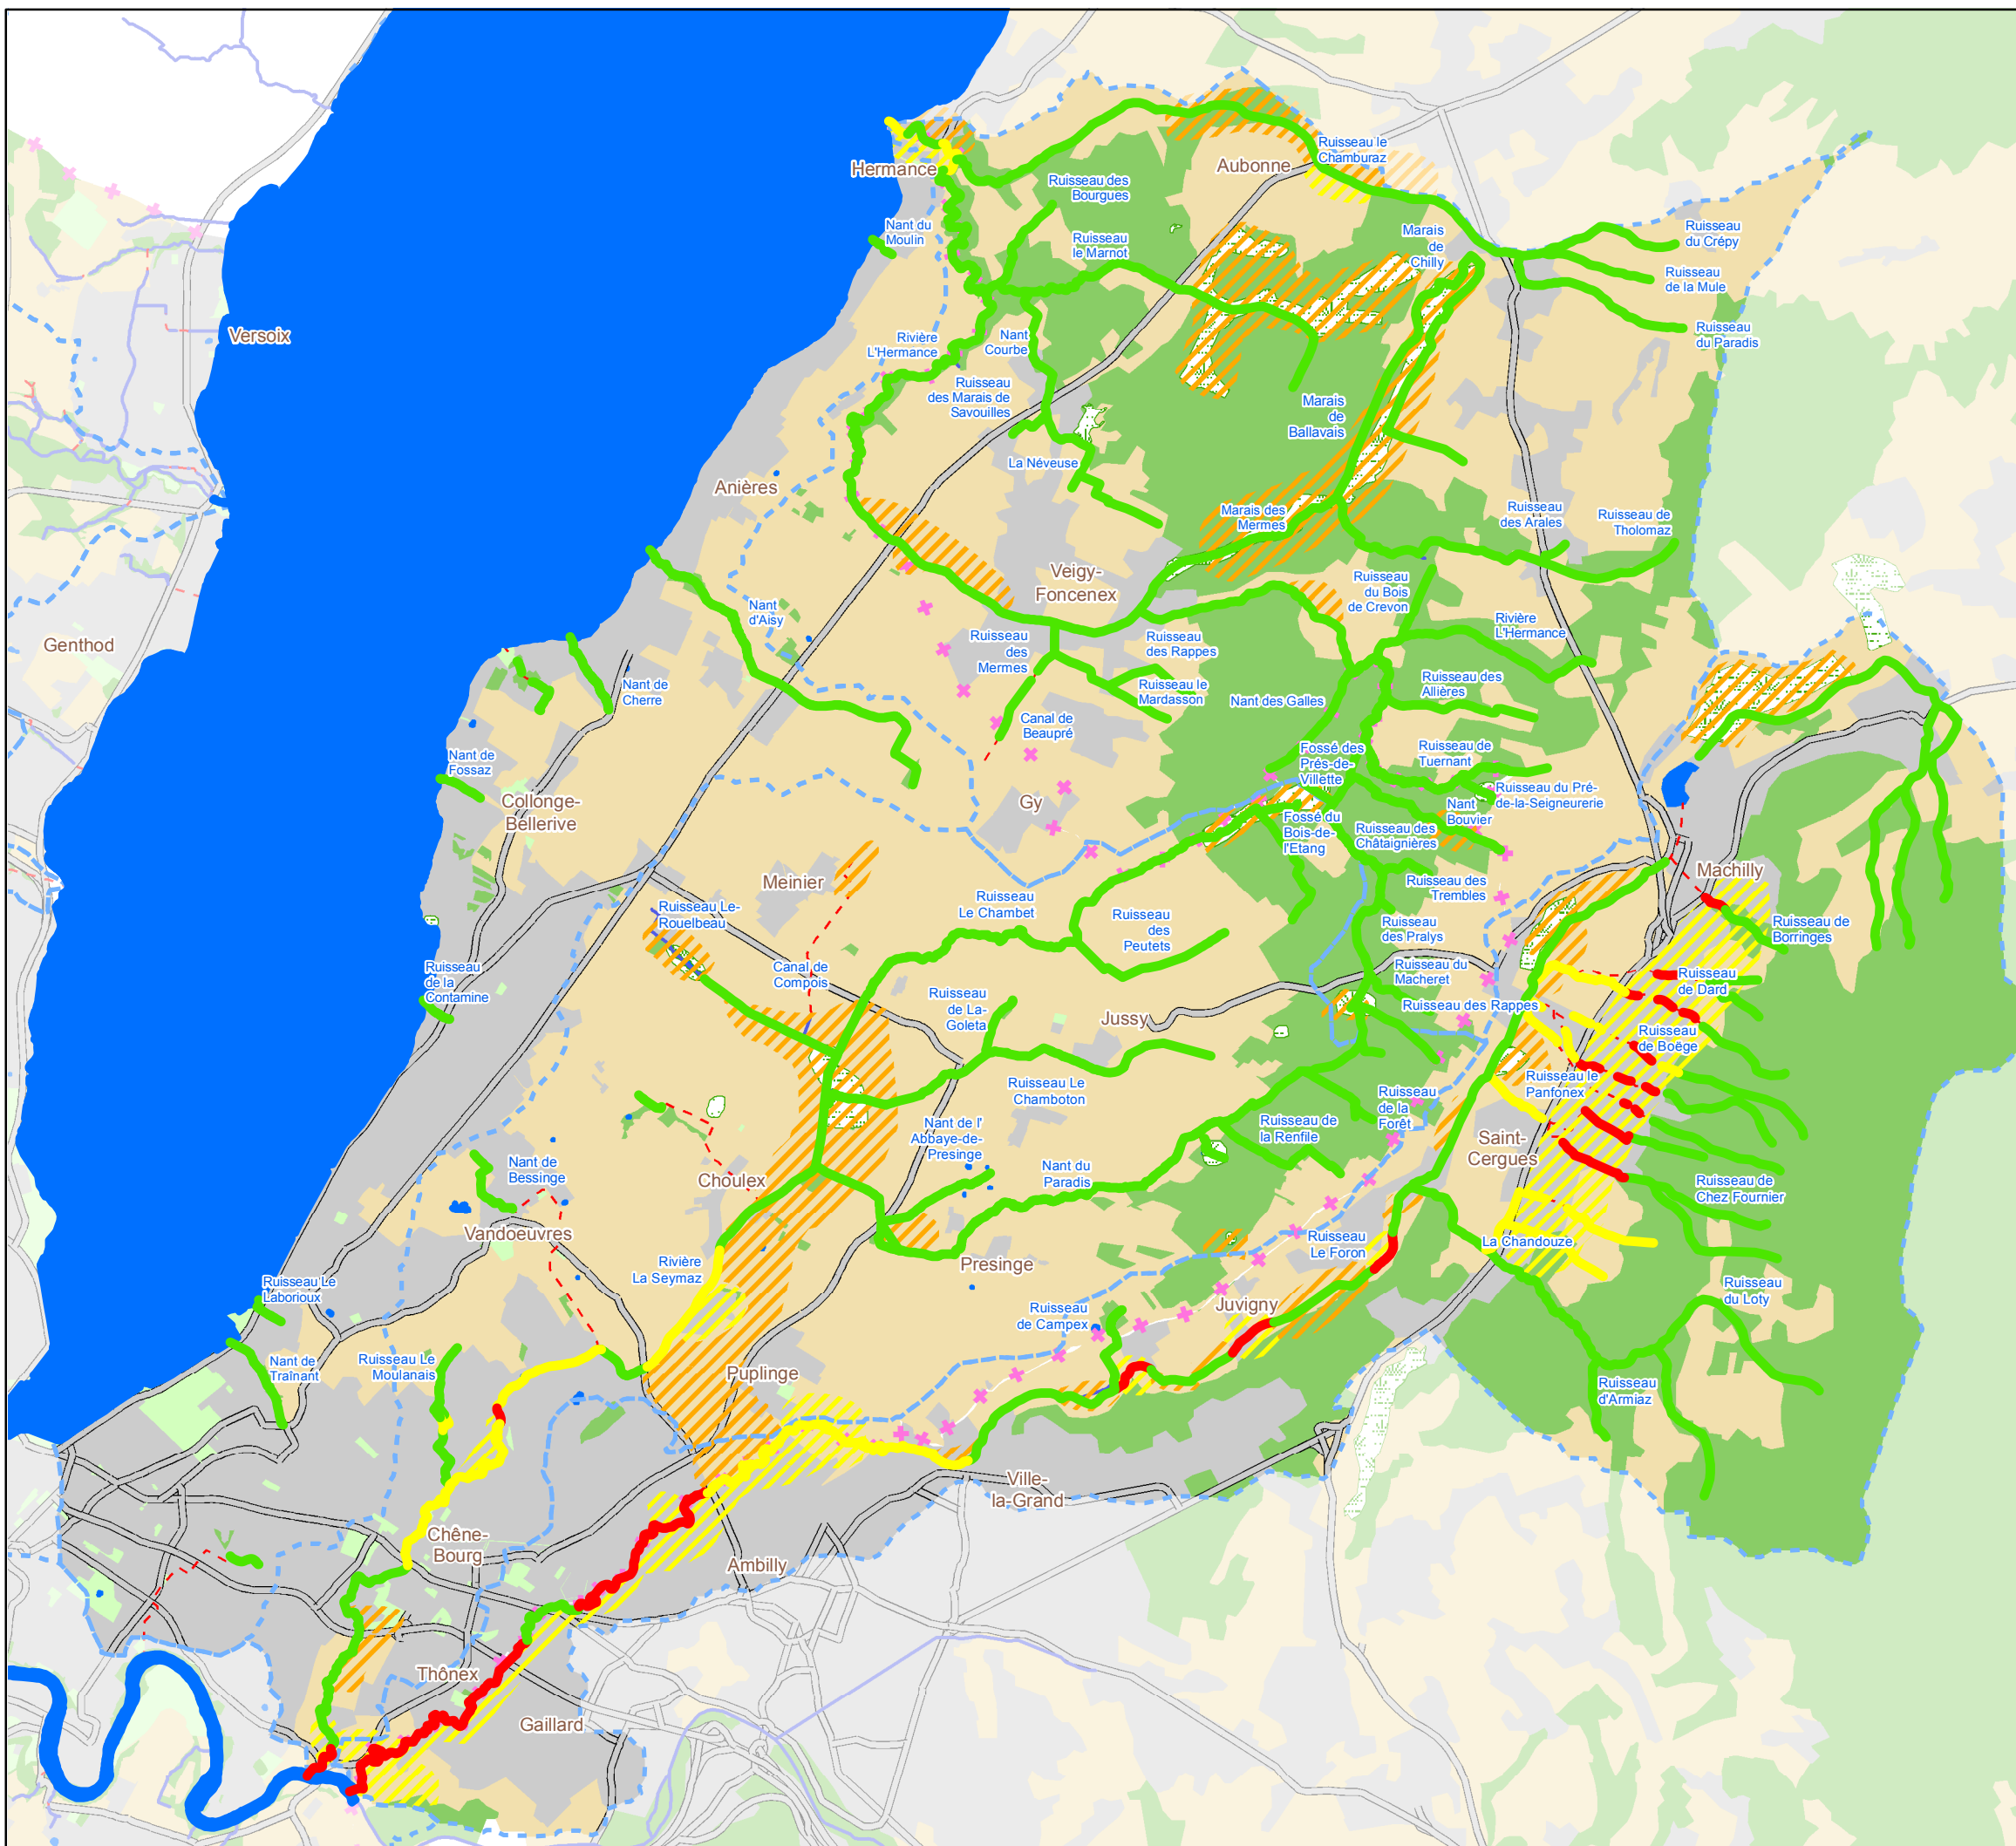 Ruisseau le
Chamburaz
Aubonne
Hermance
Ruisseau des
Bourgues
Nant du
Moulin
Ruisseau
le Marnot
Marais
de
Chilly
Ruisseau
du Crépy
Ruisseau
de la Mule
Ruisseau
du Paradis
Versoix
Rivière
L'Hermance
Nant
Courbe
Ruisseau
des Marais de
Savouilles
Marais
de
Ballavais
La Néveuse
Anières
Marais des
Mermes
Ruisseau
des Arales
Ruisseau de
Tholomaz
Veigy-
Foncenex
Ruisseau
du Bois
de Crevon
Nant
d'Aisy
Rivière
L'Hermance
Genthod
Ruisseau
des
Mermes
Ruisseau
des Rappes
Ruisseau le
Mardasson
Nant des Galles
Ruisseau des
Allières
Nant de
Cherre
Canal de
Beaupré
Fossé des
Prés-de-
Villette
Ruisseau de
Tuernant
Nant de
Fossaz
Collonge-
Bellerive
Gy
Ruisseau du Pré-
de-la-Seigneurerie
Nant
Bouvier
Fossé du
Bois-de-
l'Etang
Ruisseau des
Châtaignières
Meinier
Machilly
Ruisseau Le-
Rouelbeau
Ruisseau
Le Chambet
Ruisseau
des
Peutets
Ruisseau des
Trembles
Ruisseau
des Pralys
Ruisseau de
Borringes
Ruisseau
de la
Contamine
Canal de
Compois
Ruisseau du
Macheret
Ruisseau
de Dard
Ruisseau
de La-
Goleta
Jussy
Ruisseau des Rappes
Ruisseau
de Boëge
Ruisseau Le
Chamboton
Ruisseau le
Panfonex
Ruisseau
de la
Forêt
Nant de l'
Abbaye-de-
Presinge
Ruisseau de
la Renfile
Saint-
Cergues
Nant de
Bessinge
Choulex
Nant du
Paradis
Ruisseau de
Chez Fournier
Vandoeuvres
Rivière
La Seymaz
Presinge
Ruisseau
Le Foron
La Chandouze
Ruisseau Le
Laborioux
Ruisseau
de Campex
Juvigny
Ruisseau
du Loty
Nant de
Traînant
Ruisseau Le
Moulanais
Puplinge
Ruisseau
d'Armiaz
Ville-
la-Grand
Chêne-
Bourg
Ambilly
Thônex
Gaillard